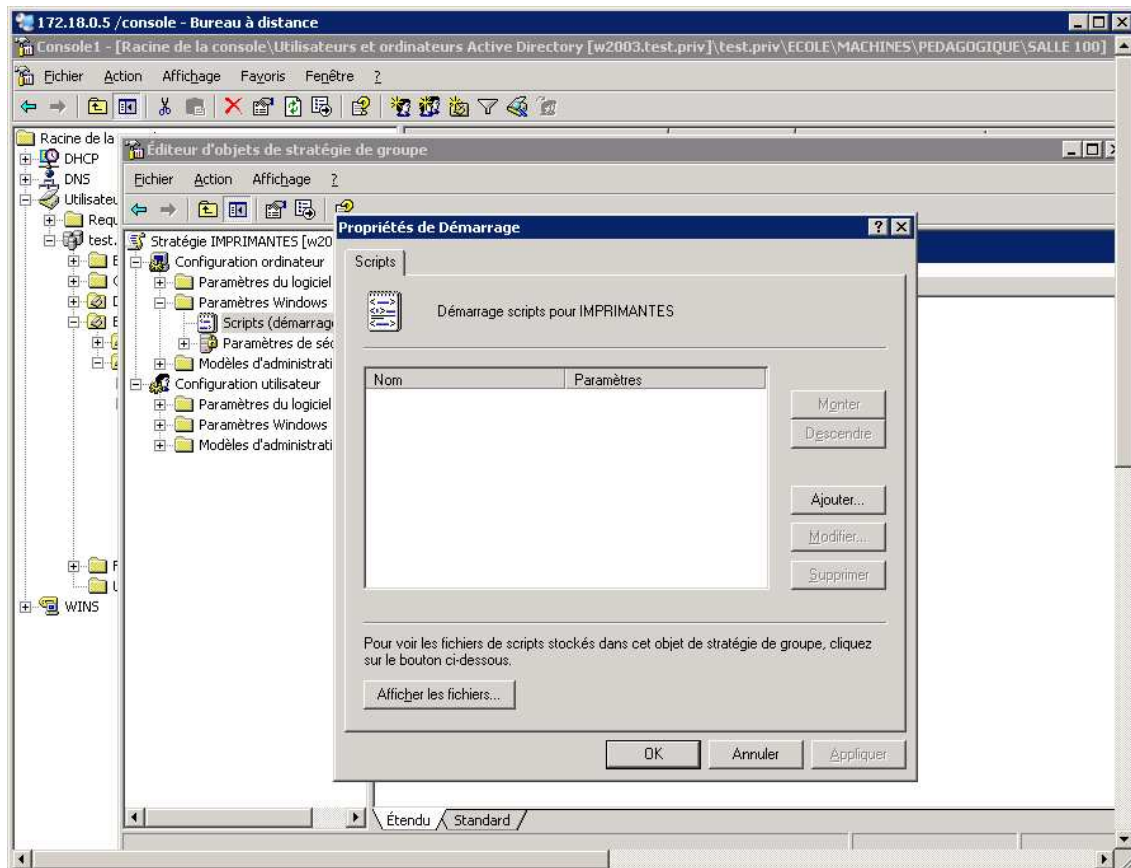 172.18.0.5 /console - Bureau à distance
Console1 - [Racine de la console\Utilisateurs et ordinateurs Active Directory [w2003.test.priv]\test.priv\ECOLE\MACHINES\PEDAGOGIQUE\SALLE 100]
Fichier Action Affichage Favoris Fenêtre ?
Racine de la
DHCP
DNS
Utilisateu
Requ
test.
WINS
Éditeur d'objets de stratégie de groupe
Fichier Action Affichage ?
Stratégie IMPRIMANTES [w20
Configuration ordinateur
Paramètres du logiciel
Paramètres Windows
Scripts (démarrage
Paramètres de séc
Modèles d'administrati
Configuration utilisateur
Paramètres du logiciel
Paramètres Windows
Modèles d'administrati
Propriétés de Démarrage
Scripts
Démarrage scripts pour IMPRIMANTES
Nom Paramètres
Monter
Descendre
Ajouter...
Modifier...
Supprimer
Pour voir les fichiers de scripts stockés dans cet objet de stratégie de groupe, cliquez
sur le bouton ci-dessous.
Afficher les fichiers...
OK Annuler Appliquer
Étendu Standard